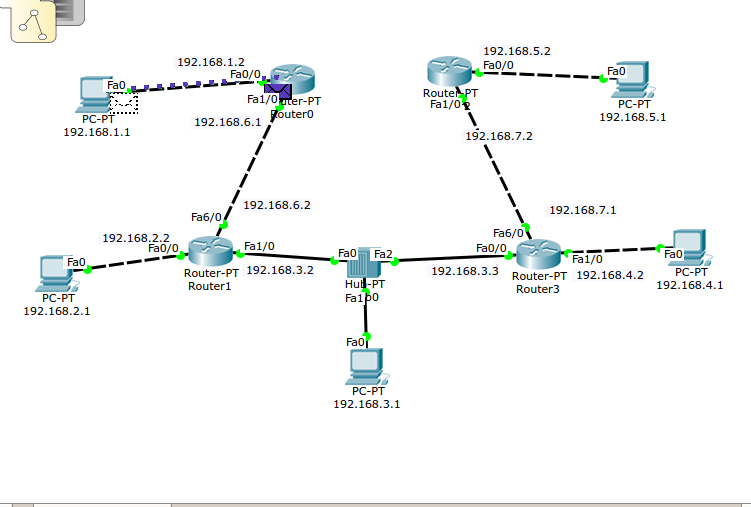 192.168.1.2
Fa0/0
Fa0
PC-PT
192.168.1.1
Fa1/0
Router-PT
Router0
192.168.6.1
192.168.5.2
Fa0/0
Router-PT
Fa1/0
Fa0
PC-PT
192.168.5.1
192.168.7.2
192.168.6.2
Fa6/0
192.168.2.2
Fa0/0
Fa0
PC-PT
192.168.2.1
Router-PT
Router1
Fa1/0
192.168.3.2
Fa0
Fa2
Hub-PT
Fa1
192.168.3.3
192.168.7.1
Fa6/0
Fa0/0
Router-PT
Router3
Fa1/0
192.168.4.2
Fa0
PC-PT
192.168.4.1
Fa0
PC-PT
192.168.3.1